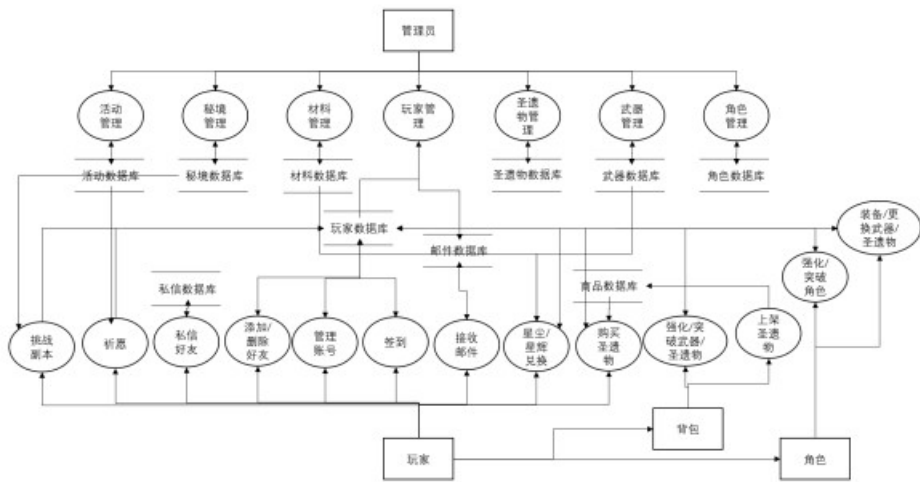 管理员
活动
管理
秘境
管理
材料
管理
玩家管
理
圣遗
物管
理
武器
管理
角色
管理
活动数据库
秘境数据库
材料数据库
圣遗物数据库
武器数据库
角色数据库
装备/更
换武器/
圣遗物
玩家数据库
邮件数据库
强化/
突破
角色
私信数据库
商品数据库
挑战
副本
祈愿
私信
好友
添加/
删除
好友
管理
账号
签到
接收
邮件
星尘/
星辉
兑换
购买
圣遗
物
强化/突
破武器/
圣遗物
上架
圣遗
物
背包
玩家
角色